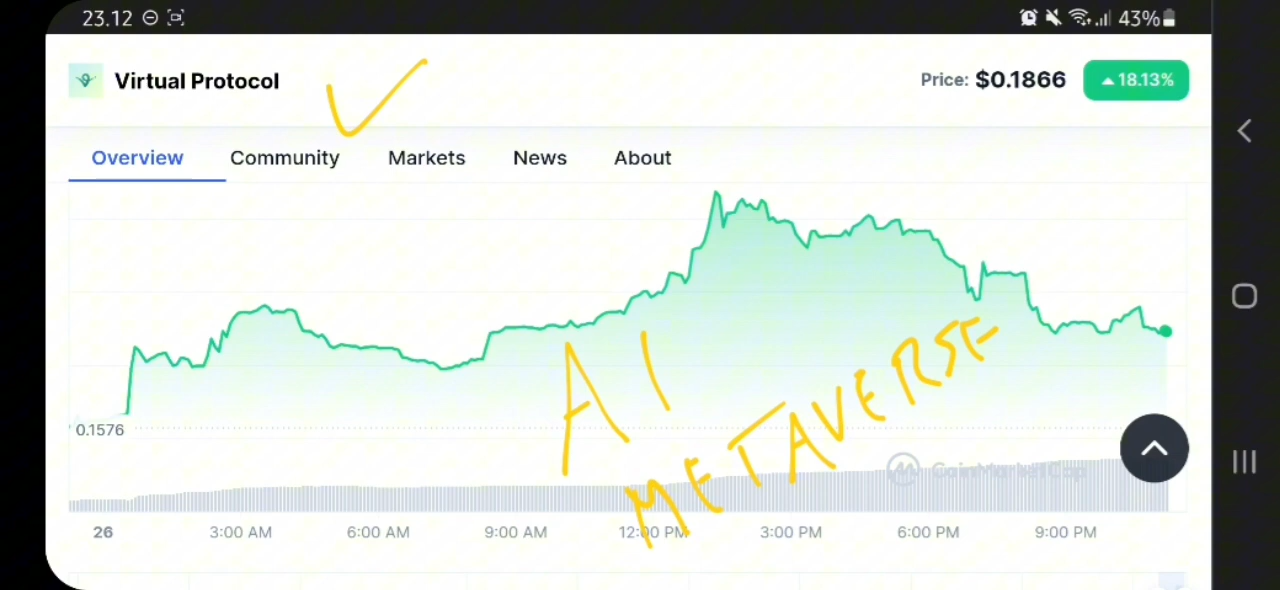 23.12 43%
Virtual Protocol Price: $0.1866 18.13%
Overview Community Markets News About
0.1576
AI
METAVERSE
CoinMarketCap
26 3:00 AM 6:00 AM 9:00 AM 12:00 PM 3:00 PM 6:00 PM 9:00 PM